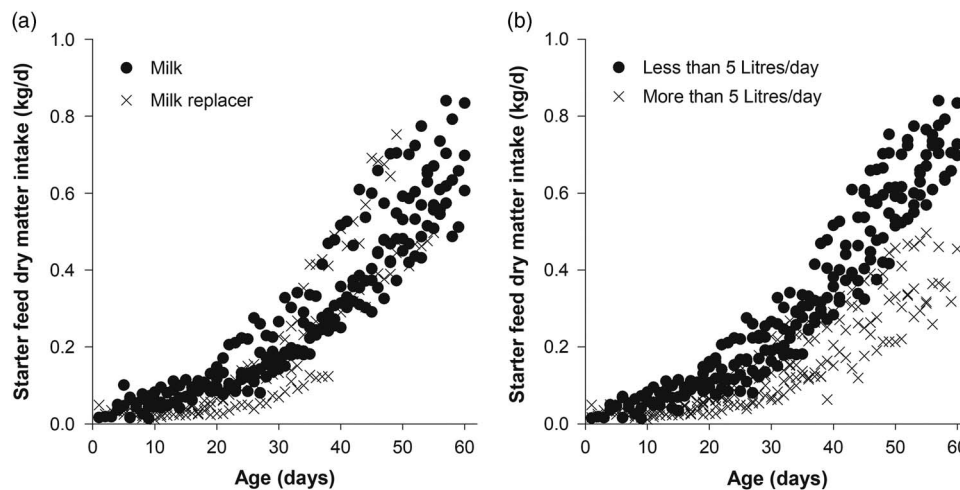 (a)
1.0
0.8
0.6
0.4
0.2
0.0
Starter feed dry matter intake (kg/d)
Milk
Milk replacer
0 10 20 30 40 50 60
Age (days)
(b)
1.0
0.8
0.6
0.4
0.2
0.0
Starter feed dry matter intake (kg/d)
Less than 5 Litres/day
More than 5 Litres/day
0 10 20 30 40 50 60
Age (days)